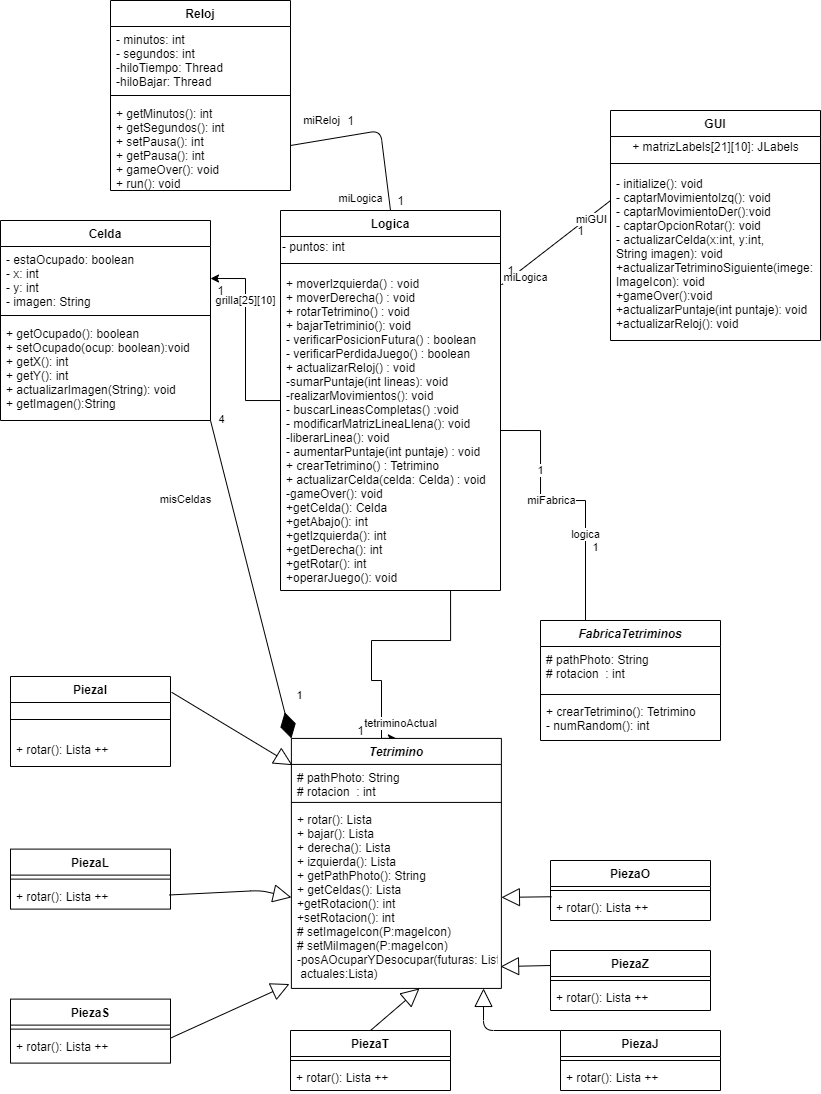 Reloj
- minutos: int
- segundos: int
-hiloTiempo: Thread
-hiloBajar: Thread
+ getMinutos(): int
+ getSegundos(): int
+ setPausa(): int
+ getPausa(): int
+ gameOver(): void
+ run(): void
miReloj
1
miLogica
1
GUI
+ matrizLabels[21][10]: JLabels
- initialize(): void
- captarMovimientoIzq(): void
- captarMovimientoDer():void
- captarOpcionRotar(): void
- actualizarCelda(x:int, y:int,
String imagen): void
+actualizarTetriminoSiguiente(imege:
ImageIcon): void
+gameOver():void
+actualizarPuntaje(int puntaje): void
+actualizarReloj(): void
miGUI
1
1
miLogica
Celda
- estaOcupado: boolean
- x: int
- y: int
- imagen: String
+ getOcupado(): boolean
+ setOcupado(ocup: boolean):void
+ getX(): int
+ getY(): int
+ actualizarImagen(String): void
+ getImagen():String
1
grilla[25][10]
Logica
- puntos: int
+ moverIzquierda() : void
+ moverDerecha() : void
+ rotarTetrimino() : void
+ bajarTetriminio(): void
- verificarPosicionFutura() : boolean
- verificarPerdidaJuego() : boolean
+ actualizarReloj() : void
-sumarPuntaje(int lineas): void
-realizarMovimientos(): void
- buscarLineasCompletas() :void
- modificarMatrizLineaLlena(): void
-liberarLinea(): void
- aumentarPuntaje(int puntaje) : void
+ crearTetrimino() : Tetrimino
+ actualizarCelda(celda: Celda) : void
-gameOver(): void
+getCelda(): Celda
+getAbajo(): int
+getIzquierda(): int
+getDerecha(): int
+getRotar(): int
+operarJuego(): void
4
misCeldas
1
1
miFabrica
logica
1
FabricaTetriminos
# pathPhoto: String
# rotacion : int
+ crearTetrimino(): Tetrimino
- numRandom(): int
tetriminoActual
1
Tetrimino
# pathPhoto: String
# rotacion : int
+ rotar(): Lista
+ bajar(): Lista
+ derecha(): Lista
+ izquierda(): Lista
+ getPathPhoto(): String
+ getCeldas(): Lista
+getRotacion(): int
+setRotacion(): int
# setImageIcon(P:mageIcon)
# setMiImagen(P:mageIcon)
-posAOcuparYDesocupar(futuras: List
actuales:Lista)
PiezaI
+ rotar(): Lista ++
PiezaL
+ rotar(): Lista ++
PiezaS
+ rotar(): Lista ++
PiezaT
+ rotar(): Lista ++
PiezaJ
+ rotar(): Lista ++
PiezaZ
+ rotar(): Lista ++
PiezaO
+ rotar(): Lista ++